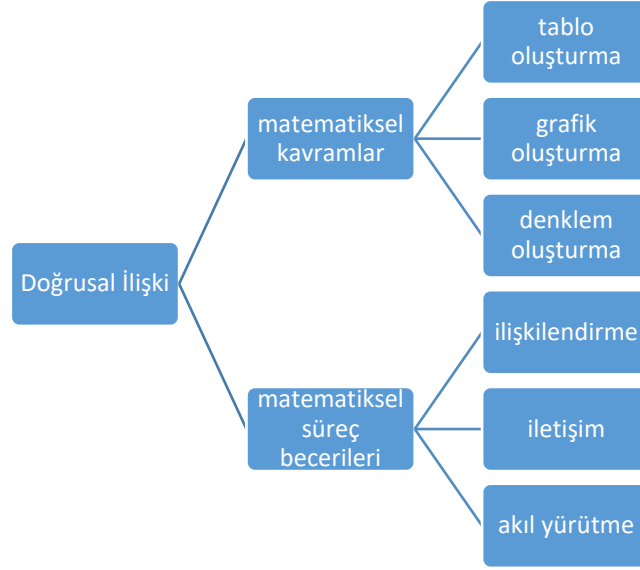 Doğrusal İlişki
matematiksel
kavramlar
tablo
oluşturma
grafik
oluşturma
denklem
oluşturma
matematiksel
süreç
becerileri
ilişkilendirme
iletişim
akıl yürütme